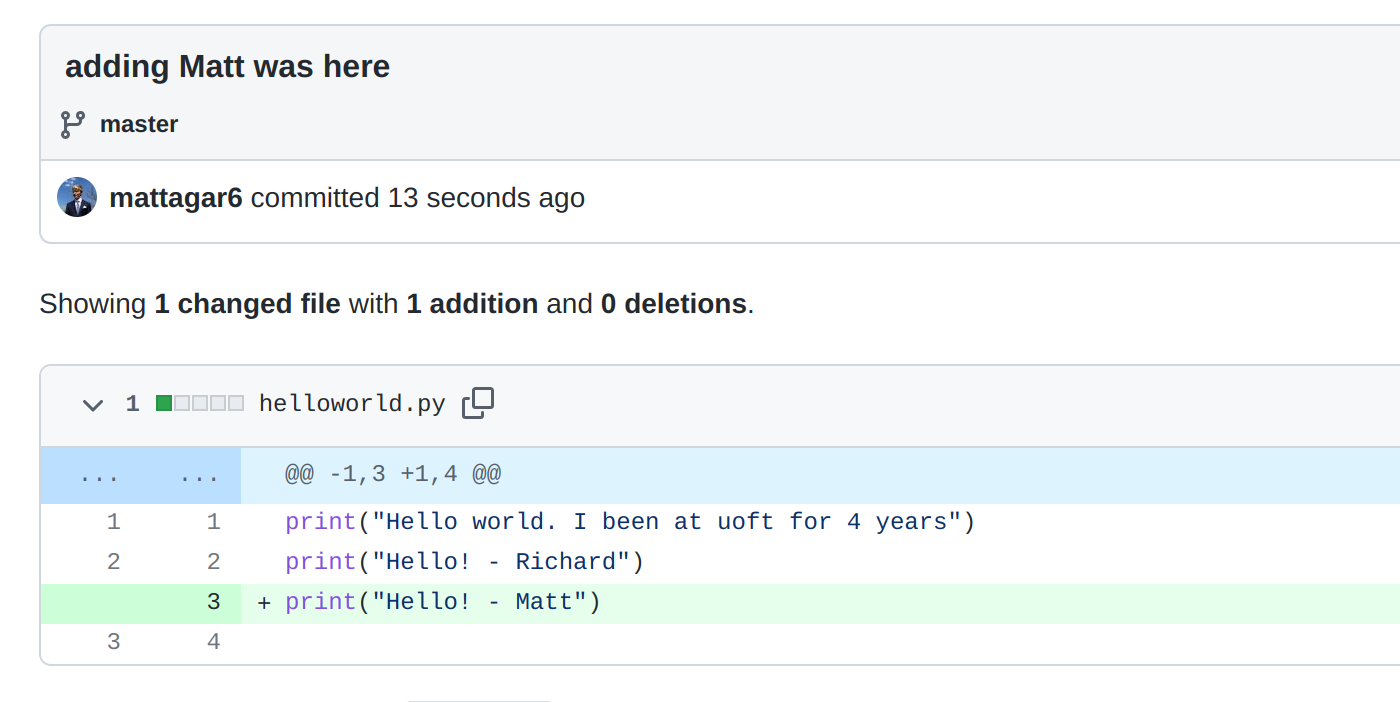 adding Matt was here
master
mattagar6 committed 13 seconds ago
Showing 1 changed file with 1 addition and 0 deletions.
1 helloworld.py
... ... @@ -1,3 +1,4 @@
1 1 print("Hello world. I been at uoft for 4 years")
2 2 print("Hello! - Richard")
3 + print("Hello! - Matt")
3 4